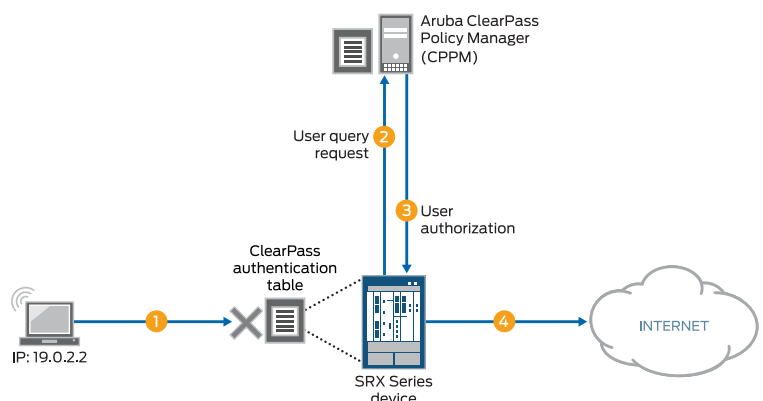 Aruba ClearPass
Policy Manager
(CPPM)
User query
request
2
3
User
authorization
ClearPass
authentication
table
1
4
INTERNET
IP: 19.0.2.2
SRX Series
device